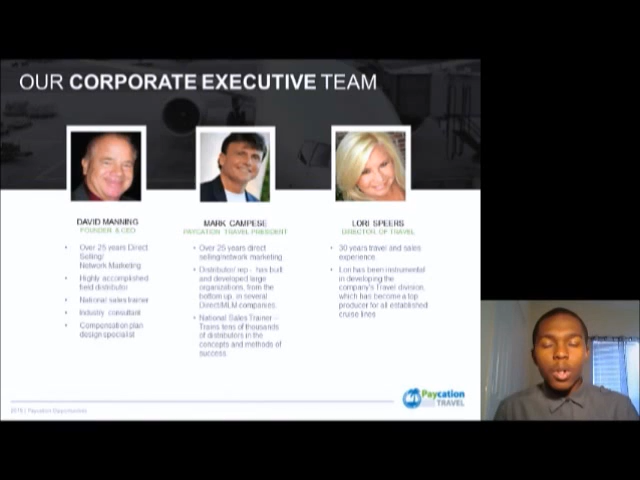 OUR CORPORATE EXECUTIVE TEAM
DAVID MANNING
FOUNDER & CEO
• Over 25 years Direct
Selling/
Network Marketing
• Highly accomplished
field distributor
• National sales trainer
• Industry consultant
• Compensation plan
design specialist
MARK CAMPESE
PAYCATION TRAVEL PRESIDENT
• Over 25 years direct
selling/network marketing
• Distributor/ rep - has built
and developed large
organizations, from the
bottom up, in several
Direct/MLM companies.
• National Sales Trainer –
Trains tens of thousands
of distributors in the
concepts and methods of
success
LORI SPEERS
DIRECTOR OF TRAVEL
• 30 years travel and sales
experience.
• Lori has been instrumental
in developing the
company's Travel division,
which has become a top
producer for all established
cruise lines
Paycation
TRAVEL
| Paycation Opportunity